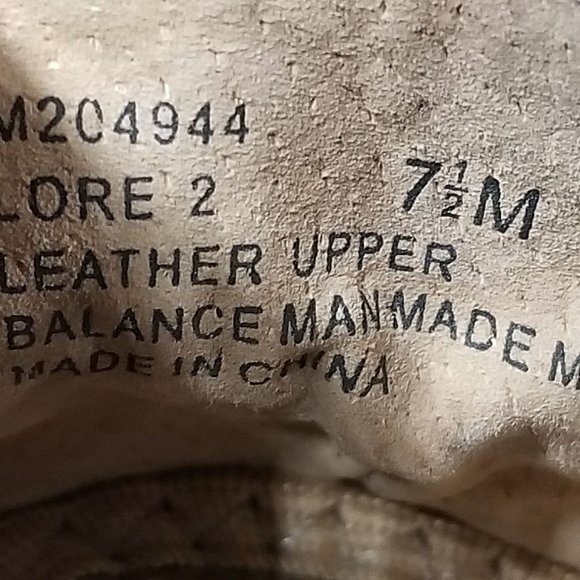 M204944
LORE 2 7½M
LEATHER UPPER
BALANCE MANMADE M
MADE IN CHINA